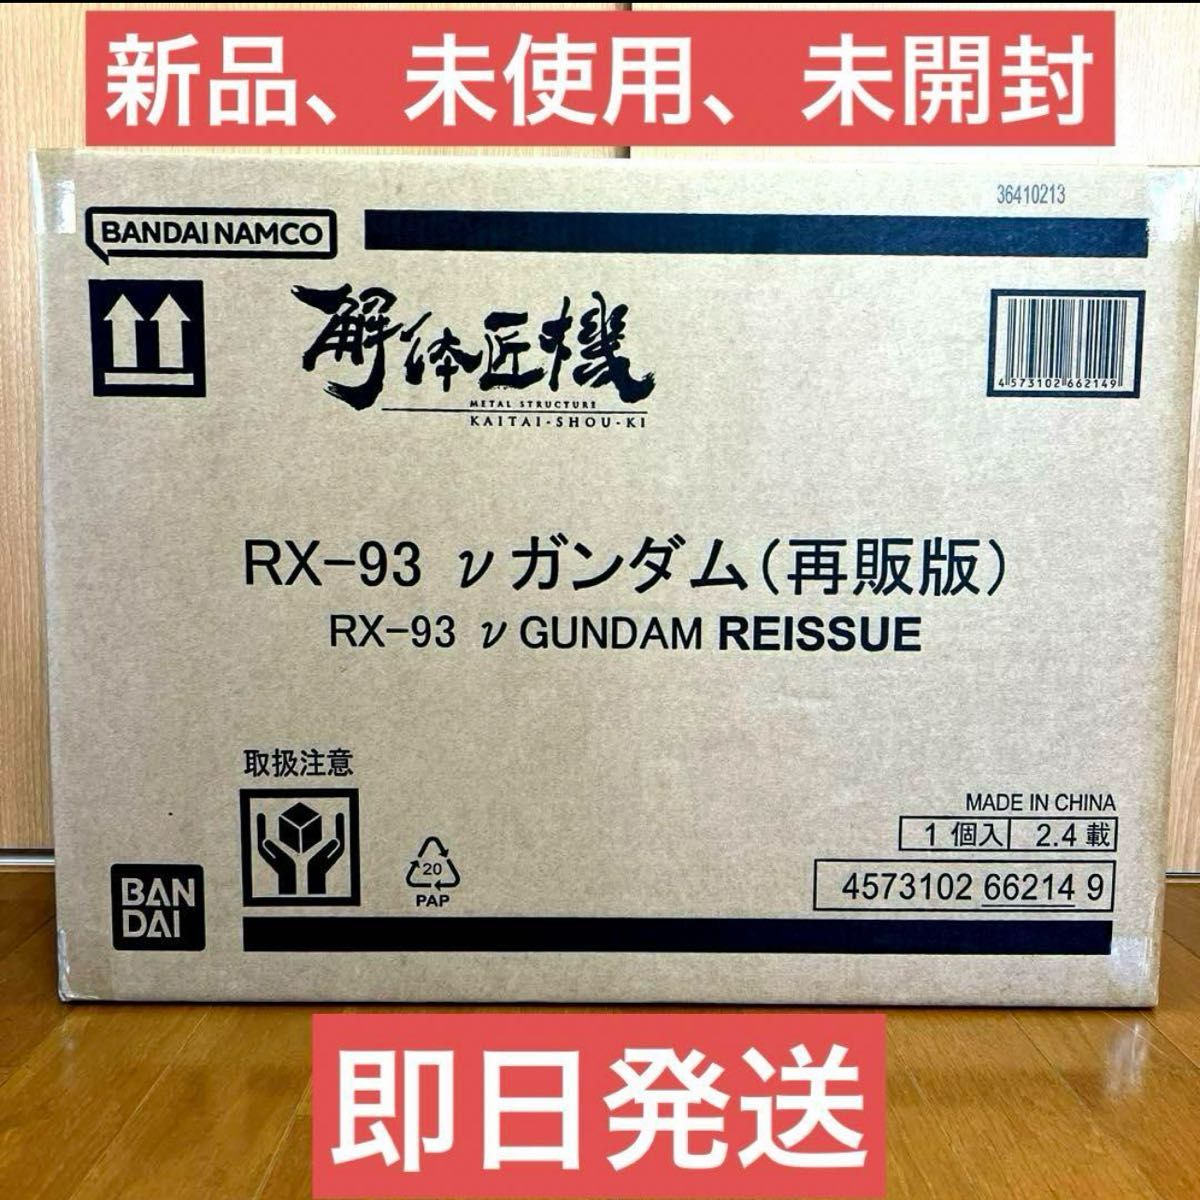 新品、未使用、未開封
36410213
BANDAI NAMCO
解体匠機
METAL STRUCTURE
KAITAI-SHOU-KI
4 573102 662149
RX-93 ν ガンダム（再販版）
RX-93 ν GUNDAM REISSUE
取扱注意
MADE IN CHINA
1 個入 2.4 載
4573102 66214 9
20
PAP
BAN
DAI
即日発送